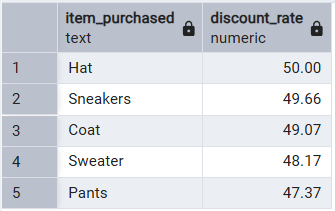 item_purchased discount_rate
text numeric
1 Hat 50.00
2 Sneakers 49.66
3 Coat 49.07
4 Sweater 48.17
5 Pants 47.37